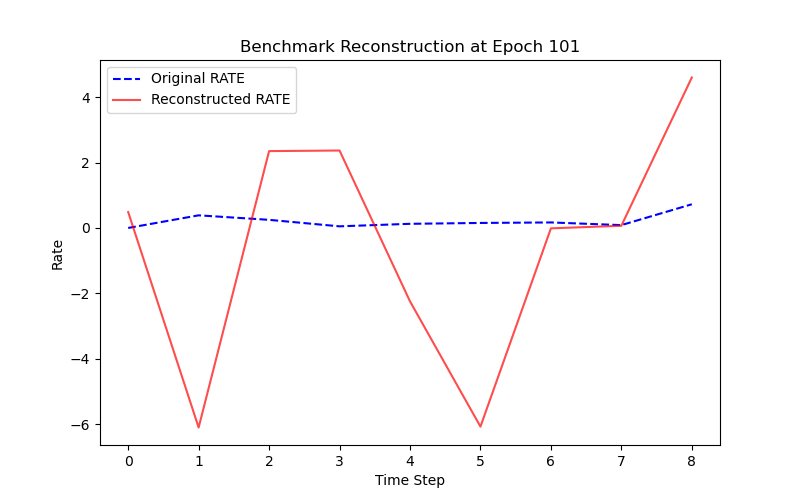 Benchmark Reconstruction at Epoch 101
Original RATE
Reconstructed RATE
4
2
0
−2
−4
−6
Rate
0 1 2 3 4 5 6 7 8
Time Step